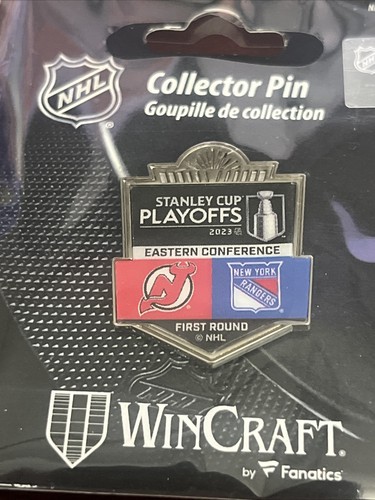 NHL
Collector Pin
Goupille de collection
STANLEY CUP
PLAYOFFS
2023
EASTERN CONFERENCE
NEW YORK
RANGERS
FIRST ROUND
© NHL
WINCRAFT®
by Fanatics